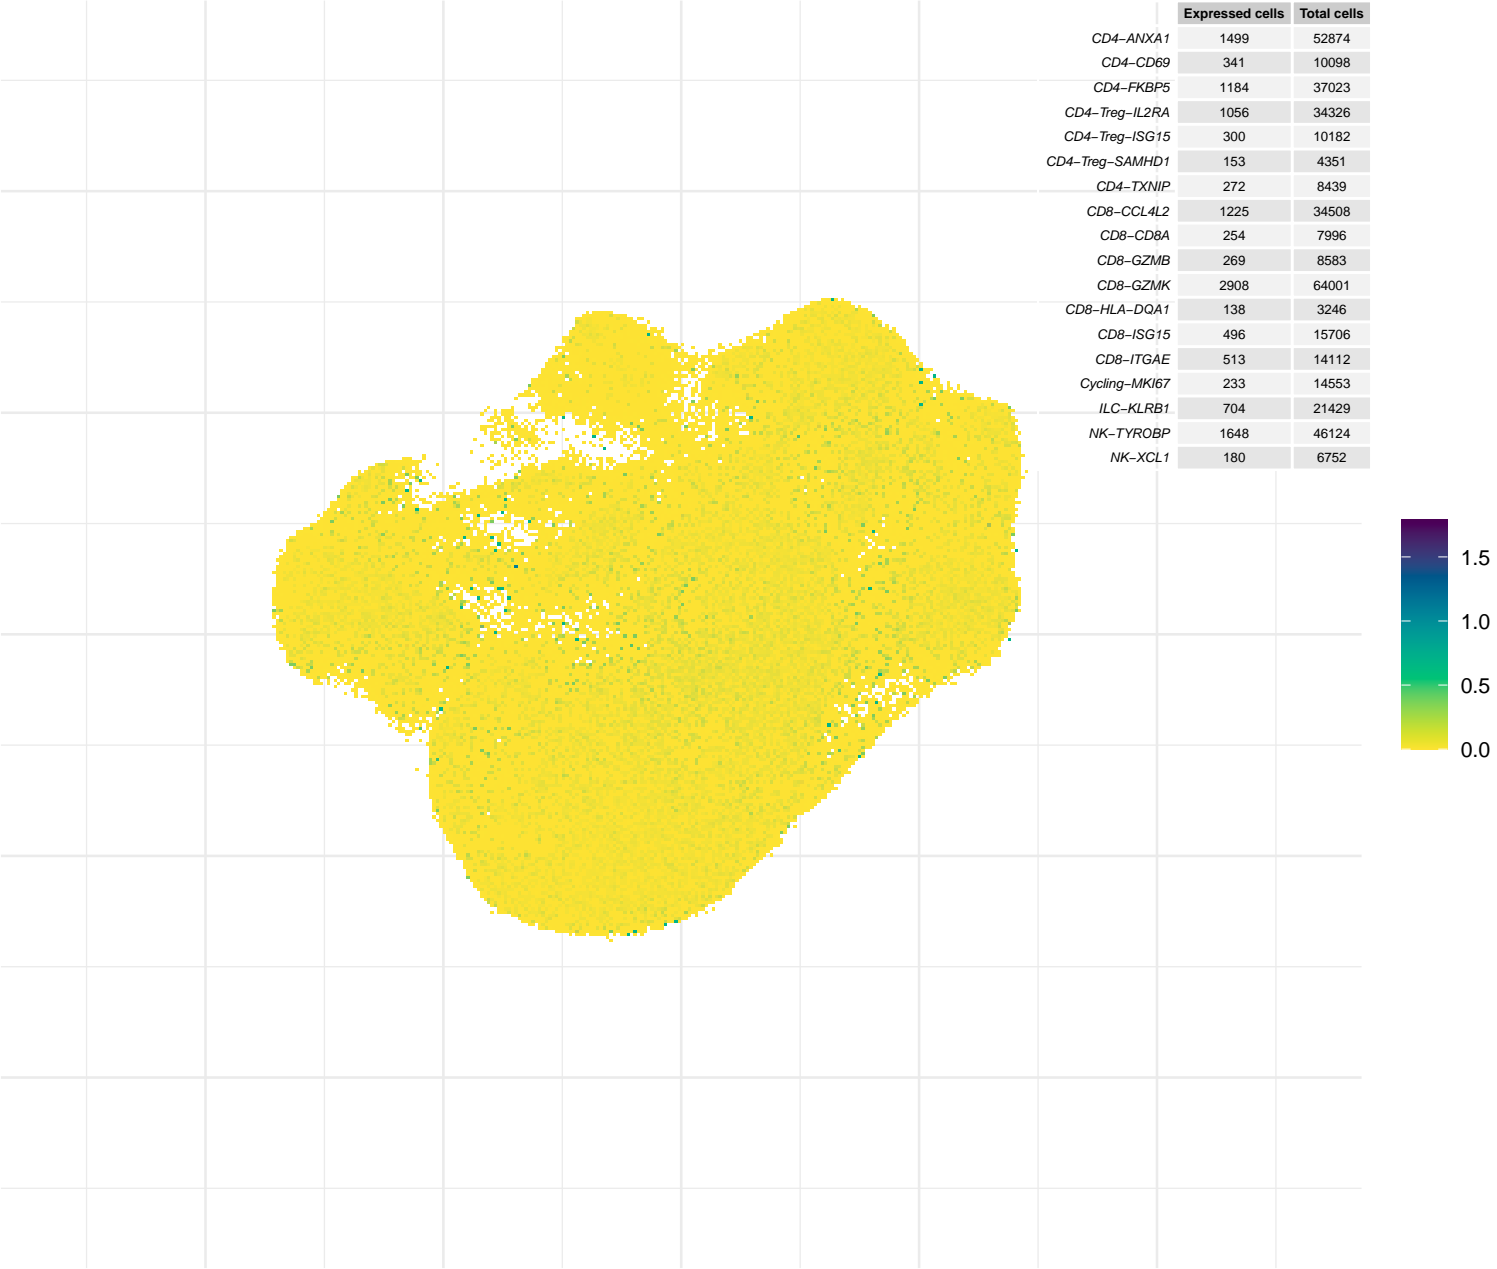 Expressed cells Total cells
CD4−ANXA1 1499 52874
CD4−CD69 341 10098
CD4−FKBP5 1184 37023
CD4−Treg−IL2RA 1056 34326
CD4−Treg−ISG15 300 10182
CD4−Treg−SAMHD1 153 4351
CD4−TXNIP 272 8439
CD8−CCL4L2 1225 34508
CD8−CD8A 254 7996
CD8−GZMB 269 8583
CD8−GZMK 2908 64001
CD8−HLA−DQA1 138 3246
CD8−ISG15 496 15706
CD8−ITGAE 513 14112
Cycling−MKI67 233 14553
ILC−KLRB1 704 21429
NK−TYROBP 1648 46124
NK−XCL1 180 6752
1.5
1.0
0.5
0.0